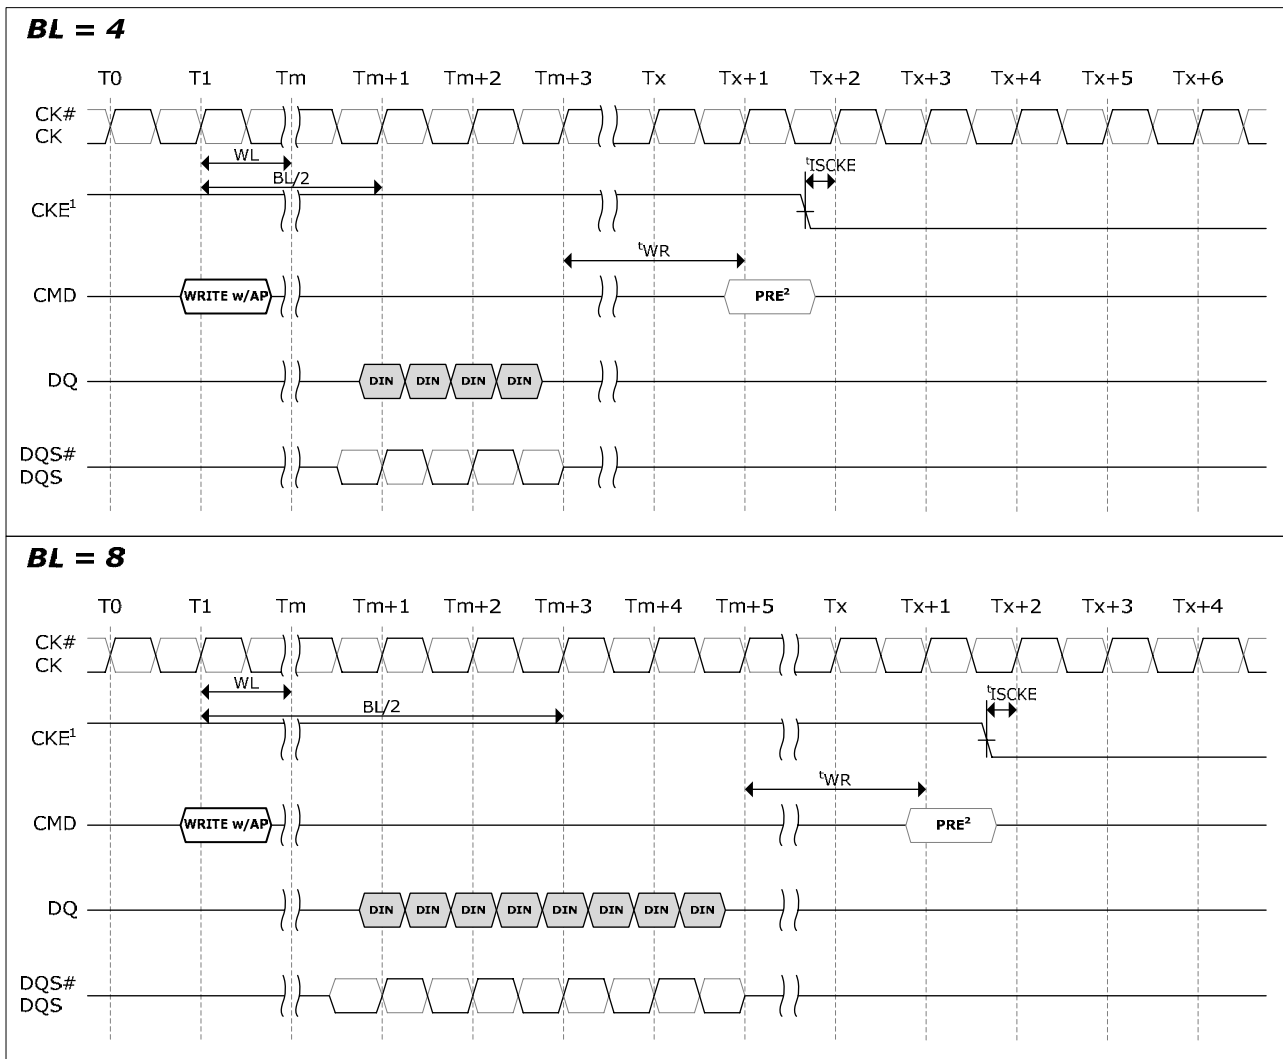 BL = 4
T0 T1 Tm Tm+1 Tm+2 Tm+3 Tx Tx+1 Tx+2 Tx+3 Tx+4 Tx+5 Tx+6
CK#
CK
WL
tISCKE
BL/2
CKE1
tWR
CMD WRITE w/AP PRE2
DQ DIN DIN DIN DIN
DQS#
DQS
BL = 8
T0 T1 Tm Tm+1 Tm+2 Tm+3 Tm+4 Tm+5 Tx Tx+1 Tx+2 Tx+3 Tx+4
CK#
CK
WL
tISCKE
BL/2
CKE1
tWR
CMD WRITE w/AP PRE2
DQ DIN DIN DIN DIN DIN DIN DIN DIN
DQS#
DQS